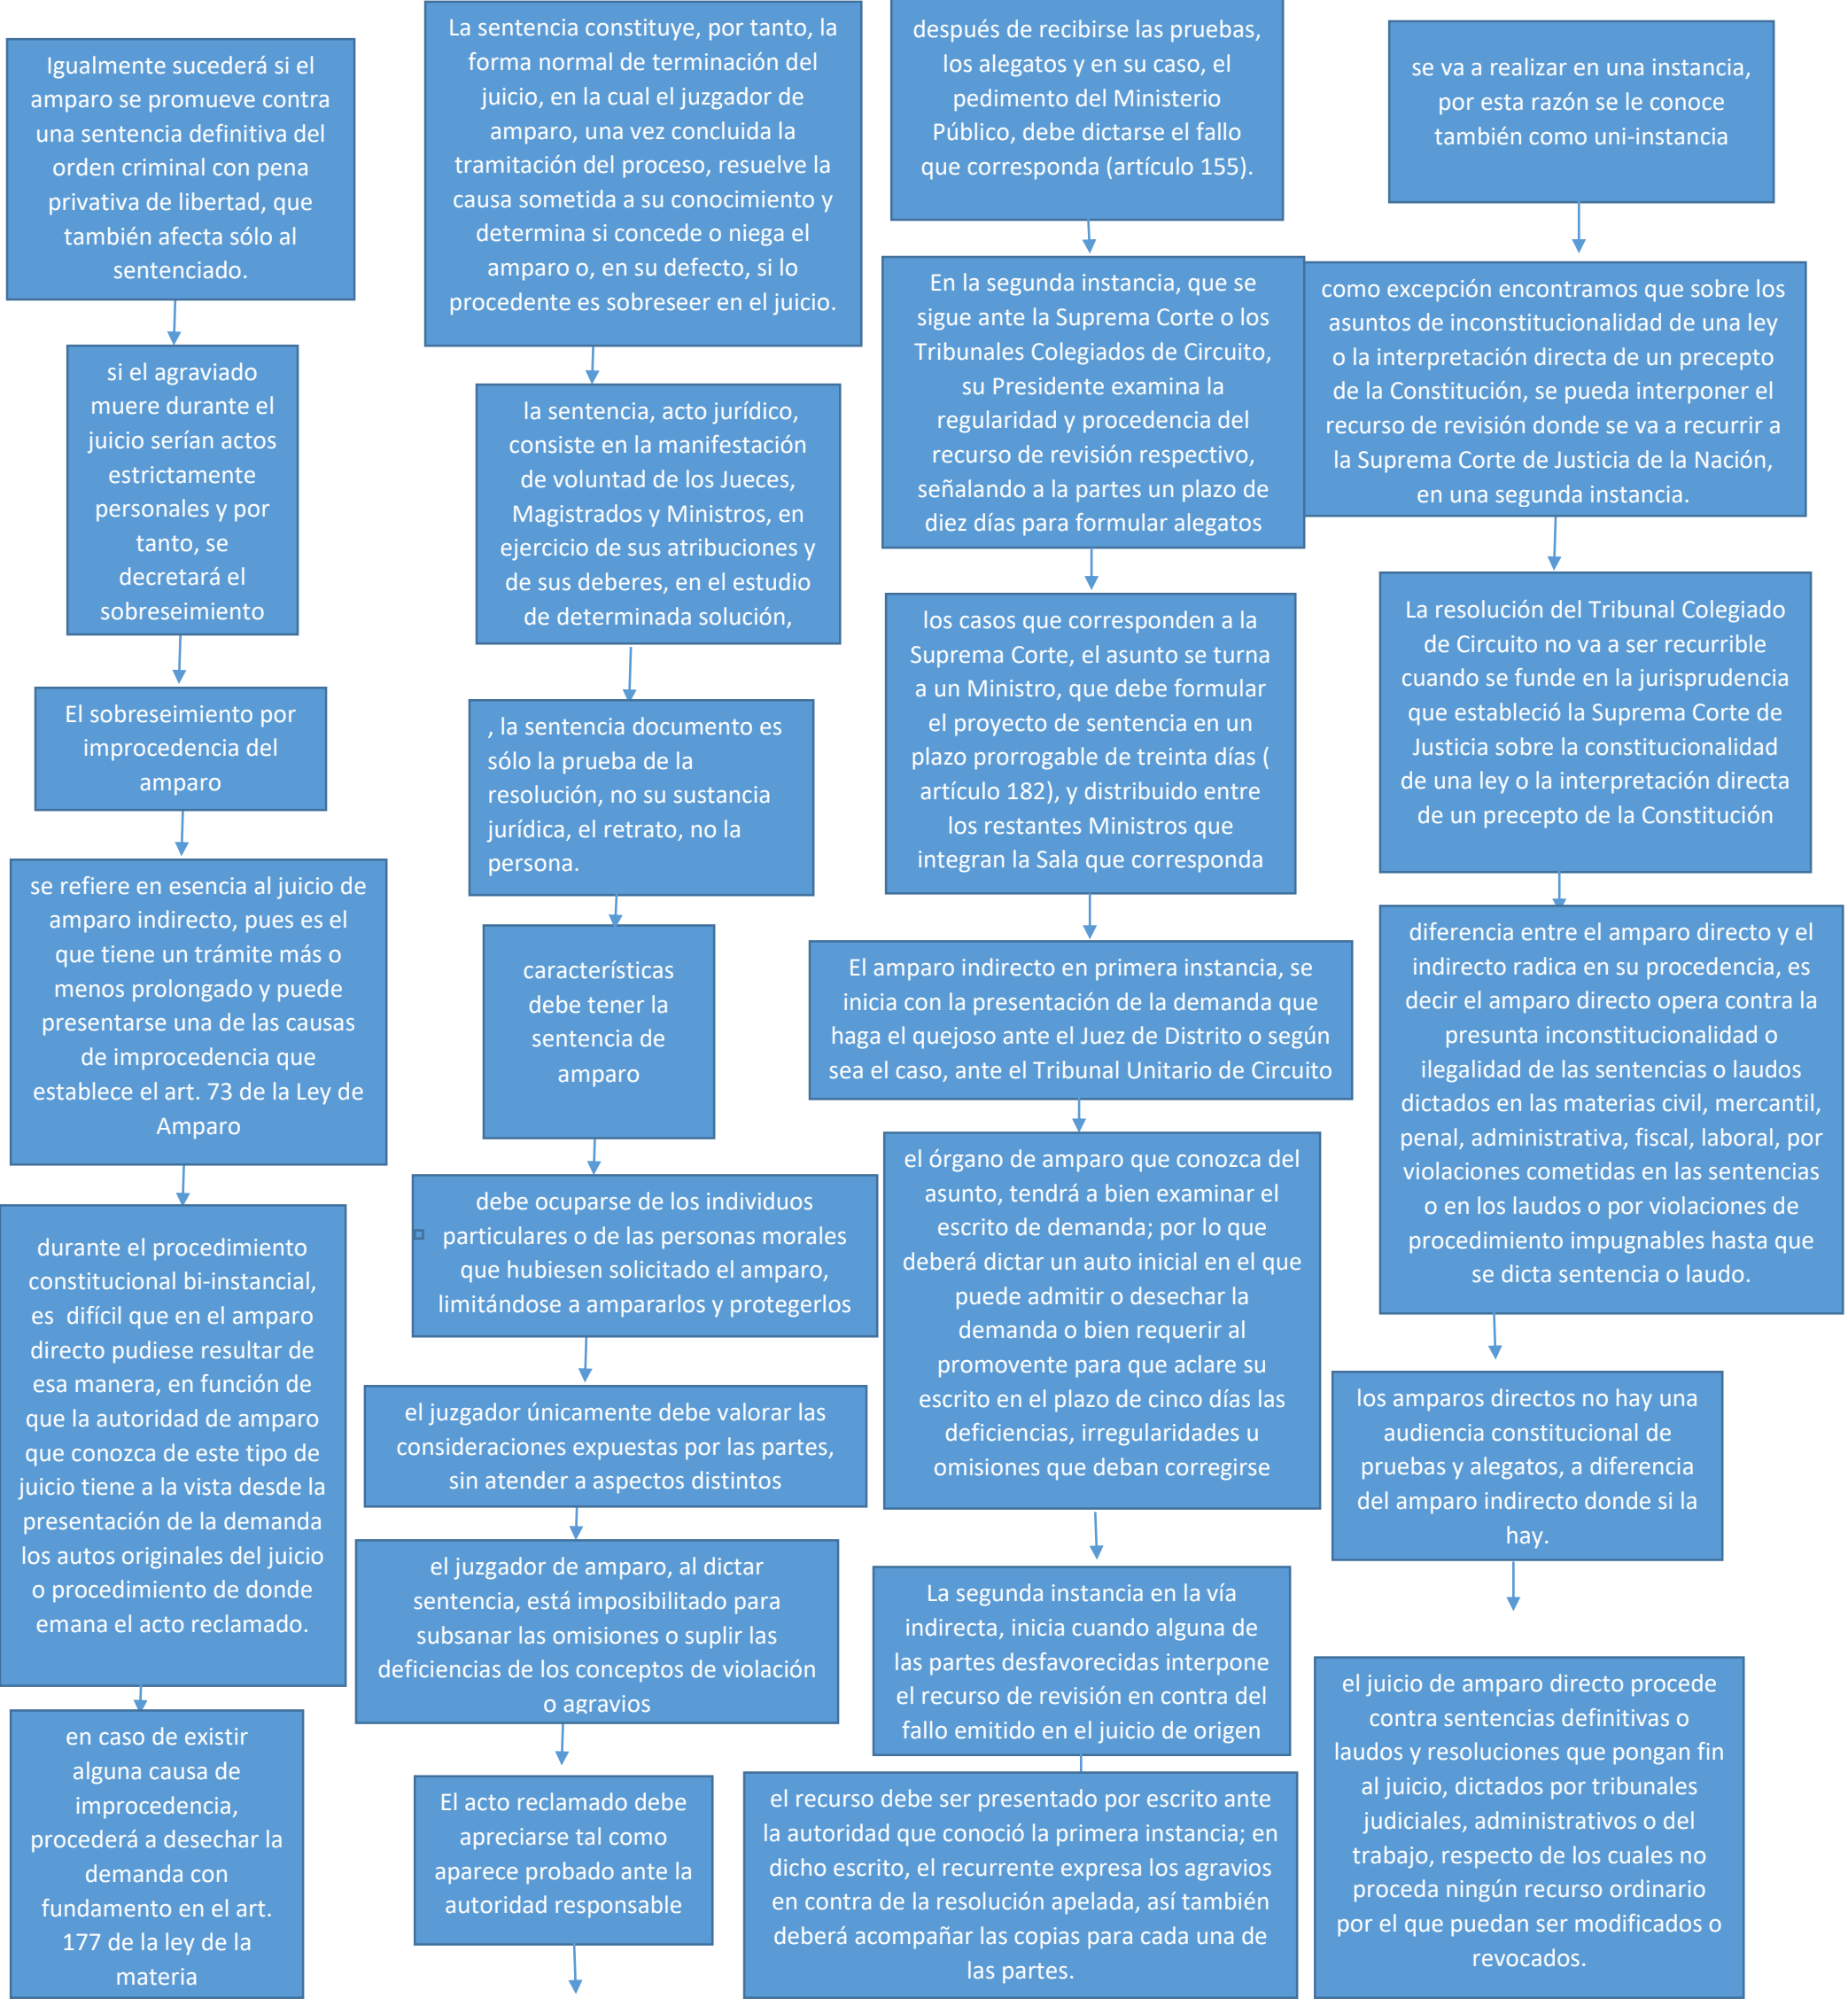 Igualmente sucederá si el
amparo se promueve contra
una sentencia definitiva del
orden criminal con pena
privativa de libertad, que
también afecta sólo al
sentenciado.
si el agraviado
muere durante el
juicio serían actos
estrictamente
personales y por
tanto, se
decretará el
sobreseimiento
El sobreseimiento por
improcedencia del
amparo
se refiere en esencia al juicio de
amparo indirecto, pues es el
que tiene un trámite más o
menos prolongado y puede
presentarse una de las causas
de improcedencia que
establece el art. 73 de la Ley de
Amparo
durante el procedimiento
constitucional bi-instancial,
es difícil que en el amparo
directo pudiese resultar de
esa manera, en función de
que la autoridad de amparo
que conozca de este tipo de
juicio tiene a la vista desde la
presentación de la demanda
los autos originales del juicio
o procedimiento de donde
emana el acto reclamado.
en caso de existir
alguna causa de
improcedencia,
procederá a desechar la
demanda con
fundamento en el art.
177 de la ley de la
materia
La sentencia constituye, por tanto, la
forma normal de terminación del
juicio, en la cual el juzgador de
amparo, una vez concluida la
tramitación del proceso, resuelve la
causa sometida a su conocimiento y
determina si concede o niega el
amparo o, en su defecto, si lo
procedente es sobreseer en el juicio.
la sentencia, acto jurídico,
consiste en la manifestación
de voluntad de los Jueces,
Magistrados y Ministros, en
ejercicio de sus atribuciones y
de sus deberes, en el estudio
de determinada solución,
, la sentencia documento es
sólo la prueba de la
resolución, no su sustancia
jurídica, el retrato, no la
persona.
características
debe tener la
sentencia de
amparo
debe ocuparse de los individuos
particulares o de las personas morales
que hubiesen solicitado el amparo,
limitándose a ampararlos y protegerlos
el juzgador únicamente debe valorar las
consideraciones expuestas por las partes,
sin atender a aspectos distintos
el juzgador de amparo, al dictar
sentencia, está imposibilitado para
subsanar las omisiones o suplir las
deficiencias de los conceptos de violación
o agravios
El acto reclamado debe
apreciarse tal como
aparece probado ante la
autoridad responsable
después de recibirse las pruebas,
los alegatos y en su caso, el
pedimento del Ministerio
Público, debe dictarse el fallo
que corresponda (artículo 155).
En la segunda instancia, que se
sigue ante la Suprema Corte o los
Tribunales Colegiados de Circuito,
su Presidente examina la
regularidad y procedencia del
recurso de revisión respectivo,
señalando a la partes un plazo de
diez días para formular alegatos
los casos que corresponden a la
Suprema Corte, el asunto se turna
a un Ministro, que debe formular
el proyecto de sentencia en un
plazo prorrogable de treinta días (
artículo 182), y distribuido entre
los restantes Ministros que
integran la Sala que corresponda
El amparo indirecto en primera instancia, se
inicia con la presentación de la demanda que
haga el quejoso ante el Juez de Distrito o según
sea el caso, ante el Tribunal Unitario de Circuito
el órgano de amparo que conozca del
asunto, tendrá a bien examinar el
escrito de demanda; por lo que
deberá dictar un auto inicial en el que
puede admitir o desechar la
demanda o bien requerir al
promovente para que aclare su
escrito en el plazo de cinco días las
deficiencias, irregularidades u
omisiones que deban corregirse
La segunda instancia en la vía
indirecta, inicia cuando alguna de
las partes desfavorecidas interpone
el recurso de revisión en contra del
fallo emitido en el juicio de origen
el recurso debe ser presentado por escrito ante
la autoridad que conoció la primera instancia; en
dicho escrito, el recurrente expresa los agravios
en contra de la resolución apelada, así también
deberá acompañar las copias para cada una de
las partes.
se va a realizar en una instancia,
por esta razón se le conoce
también como uni-instancia
como excepción encontramos que sobre los
asuntos de inconstitucionalidad de una ley
o la interpretación directa de un precepto
de la Constitución, se pueda interponer el
recurso de revisión donde se va a recurrir a
la Suprema Corte de Justicia de la Nación,
en una segunda instancia.
La resolución del Tribunal Colegiado
de Circuito no va a ser recurrible
cuando se funde en la jurisprudencia
que estableció la Suprema Corte de
Justicia sobre la constitucionalidad
de una ley o la interpretación directa
de un precepto de la Constitución
diferencia entre el amparo directo y el
indirecto radica en su procedencia, es
decir el amparo directo opera contra la
presunta inconstitucionalidad o
ilegalidad de las sentencias o laudos
dictados en las materias civil, mercantil,
penal, administrativa, fiscal, laboral, por
violaciones cometidas en las sentencias
o en los laudos o por violaciones de
procedimiento impugnables hasta que
se dicta sentencia o laudo.
los amparos directos no hay una
audiencia constitucional de
pruebas y alegatos, a diferencia
del amparo indirecto donde si la
hay.
el juicio de amparo directo procede
contra sentencias definitivas o
laudos y resoluciones que pongan fin
al juicio, dictados por tribunales
judiciales, administrativos o del
trabajo, respecto de los cuales no
proceda ningún recurso ordinario
por el que puedan ser modificados o
revocados.